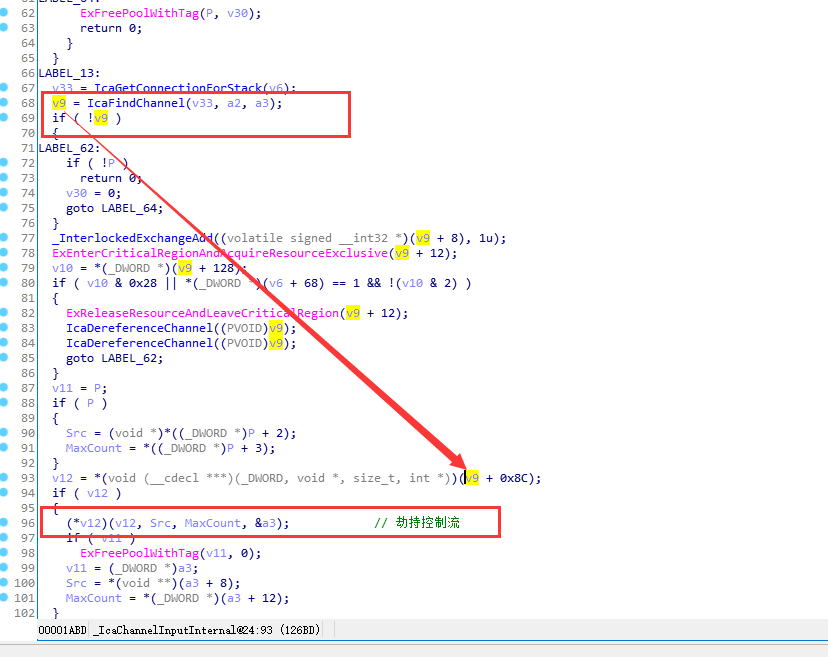 62 ExFreePoolWithTag(P, v30);
63 return 0;
64 }
65 }
66 LABEL_13:
67 v33 = IcaGetConnectionForStack(v6);
68 v9 = IcaFindChannel(v33, a2, a3);
69 if ( !v9 )
70 {
71 LABEL_62:
72 if ( !P )
73 return 0;
74 v30 = 0;
75 goto LABEL_64;
76 }
77 _InterlockedExchangeAdd((volatile signed __int32 *)(v9 + 8), 1u);
78 ExEnterCriticalRegionAndAcquireResourceExclusive(v9 + 12);
79 v10 = *(_DWORD *)(v9 + 128);
80 if ( v10 & 0x28 || *(_DWORD *)(v6 + 68) == 1 && !(v10 & 2) )
81 {
82 ExReleaseResourceAndLeaveCriticalRegion(v9 + 12);
83 IcaDereferenceChannel((PVOID)v9);
84 IcaDereferenceChannel((PVOID)v9);
85 goto LABEL_62;
86 }
87 v11 = P;
88 if ( P )
89 {
90 Src = (void *)*((_DWORD *)P + 2);
91 MaxCount = *((_DWORD *)P + 3);
92 }
93 v12 = *(void (__cdecl ***)(_DWORD, void *, size_t, int *))(v9 + 0x8C);
94 if ( v12 )
95 {
96 (*v12)(v12, Src, MaxCount, &a3); // 劫持控制流
97 if ( v11 )
98 ExFreePoolWithTag(v11, 0);
99 v11 = (_DWORD *)a3;
100 Src = *(void **)(a3 + 8);
101 MaxCount = *(_DWORD *)(a3 + 12);
102 }
00001ABD _IcaChannelInputInternal@24:93 (126BD)